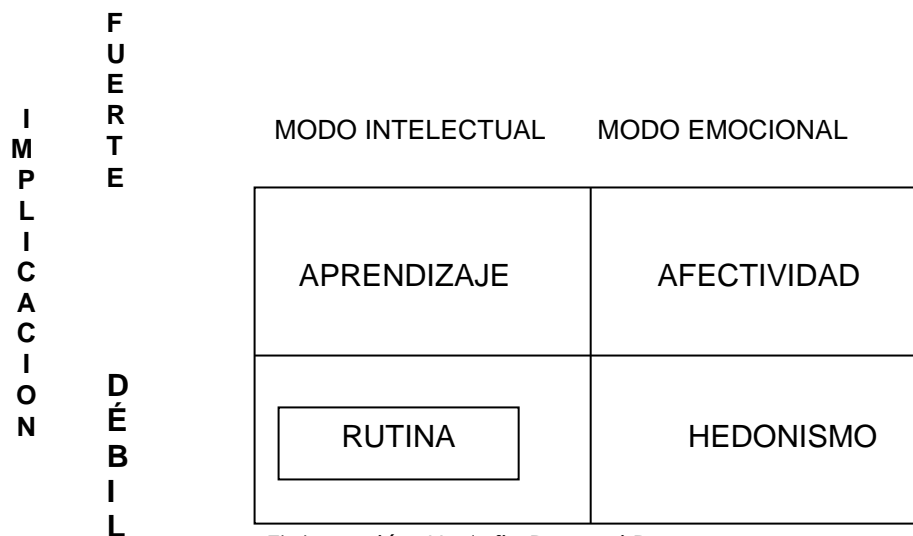 FUERTE
IMPLICACION
MODO INTELECTUAL MODO EMOCIONAL
APRENDIZAJE AFECTIVIDAD
DÉBIL
RUTINA HEDONISMO